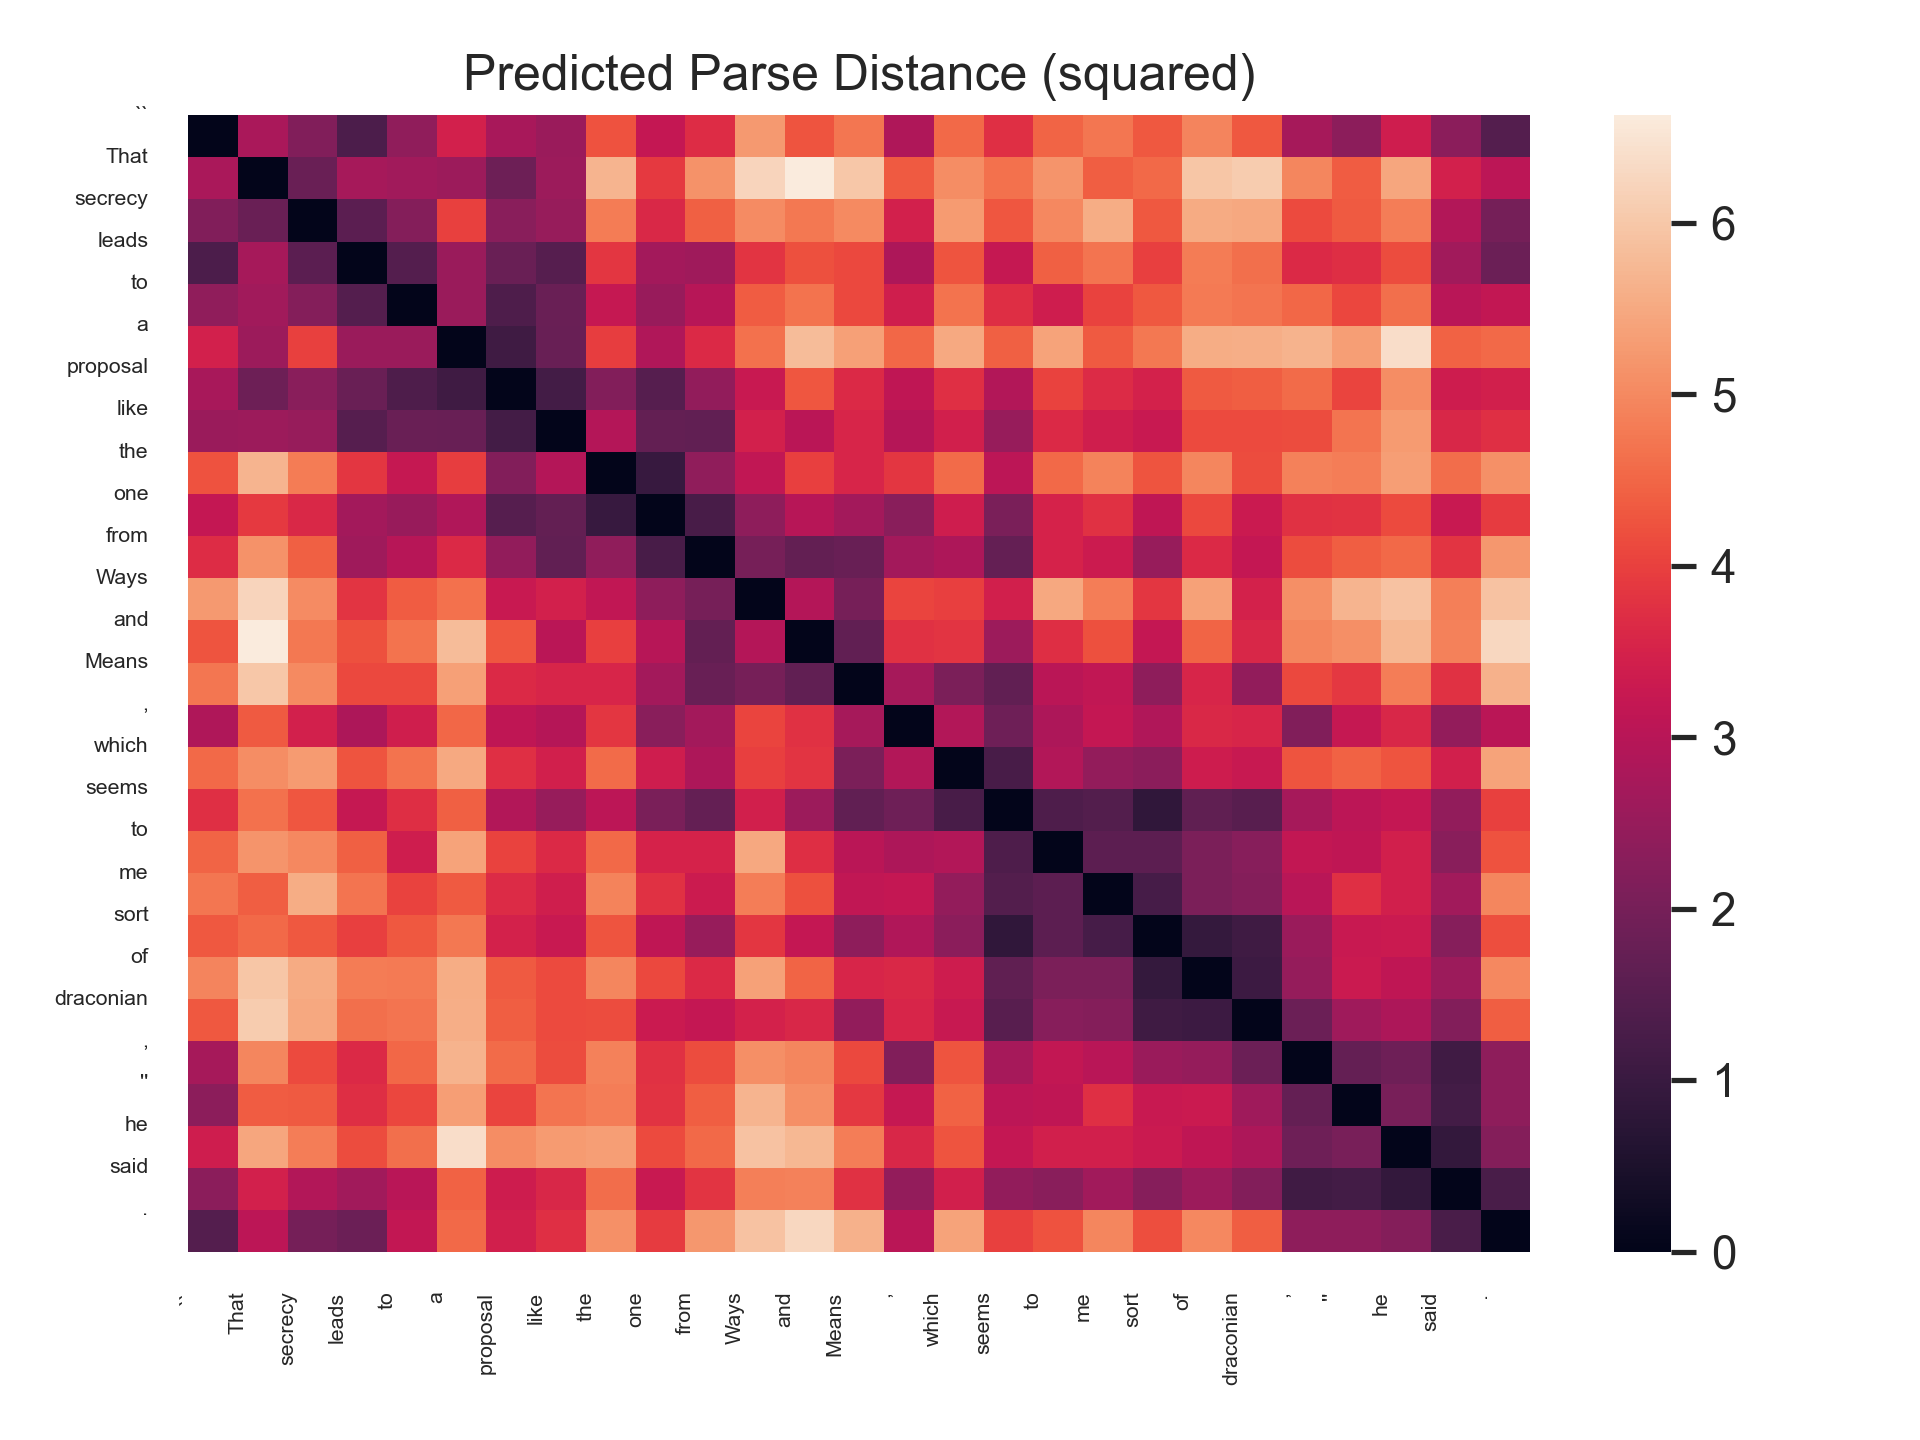 Predicted Parse Distance (squared)
``
That
secrecy
leads
to
a
proposal
like
the
one
from
Ways
and
Means
,
which
seems
to
me
sort
of
draconian
,
''
he
said
.
6
5
4
3
2
1
0
`` That secrecy leads to a proposal like the one from Ways and Means , which seems to me sort of draconian , '' he said .